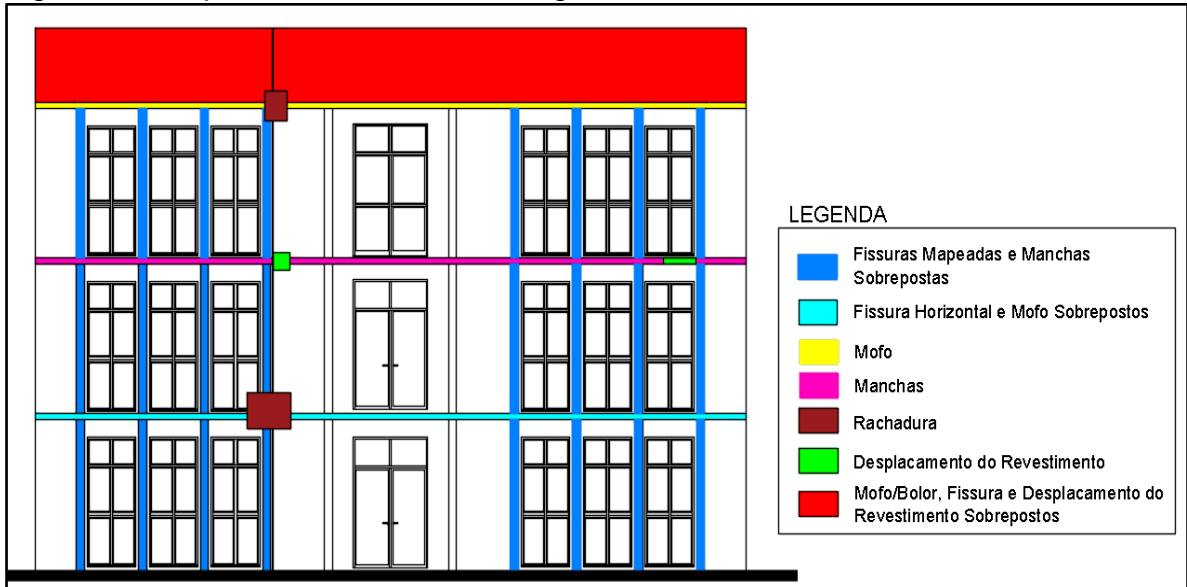 LEGENDA
Fissuras Mapeadas e Manchas
Sobrepostas
Fissura Horizontal e Mofo Sobrepostos
Mofo
Manchas
Rachadura
Desplacamento do Revestimento
Mofo/Bolor, Fissura e Desplacamento do
Revestimento Sobrepostos